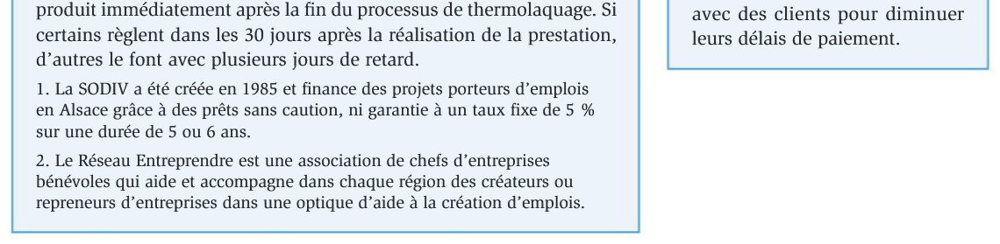 produit immédiatement après la fin du processus de thermolaquage. Si
certains règlent dans les 30 jours après la réalisation de la prestation,
d’autres le font avec plusieurs jours de retard.
1. La SODIV a été créée en 1985 et finance des projets porteurs d’emplois
en Alsace grâce à des prêts sans caution, ni garantie à un taux fixe de 5 %
sur une durée de 5 ou 6 ans.
2. Le Réseau Entreprendre est une association de chefs d’entreprises
bénévoles qui aide et accompagne dans chaque région des créateurs ou
repreneurs d’entreprises dans une optique d’aide à la création d’emplois.
avec des clients pour diminuer
leurs délais de paiement.